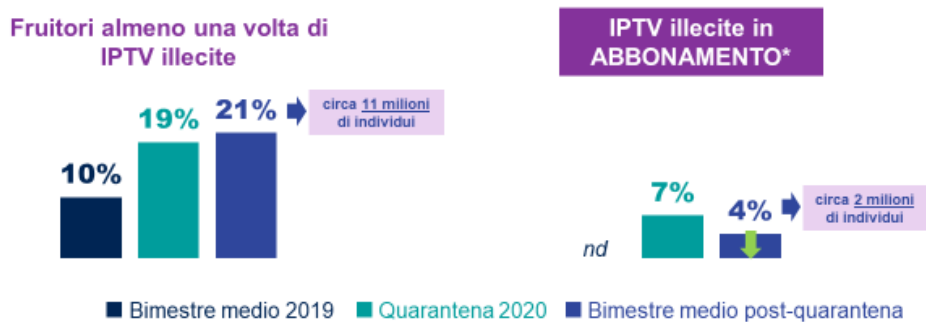 Fruitori almeno una volta di
IPTV illecite
10%
19%
21%
circa 11 milioni
di individui
IPTV illecite in
ABBONAMENTO*
nd
7%
4%
circa 2 milioni
di individui
Bimestre medio 2019 Quarantena 2020 Bimestre medio post-quarantena